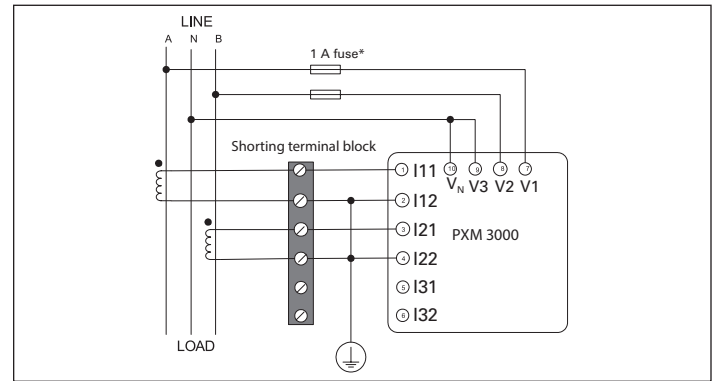 LINE
A N B
1 A fuse*
Shorting terminal block
1 I11 10 9 8 7
VN V3 V2 V1
2 I12
3 I21 PXM 3000
4 I22
5 I31
6 I32
LOAD